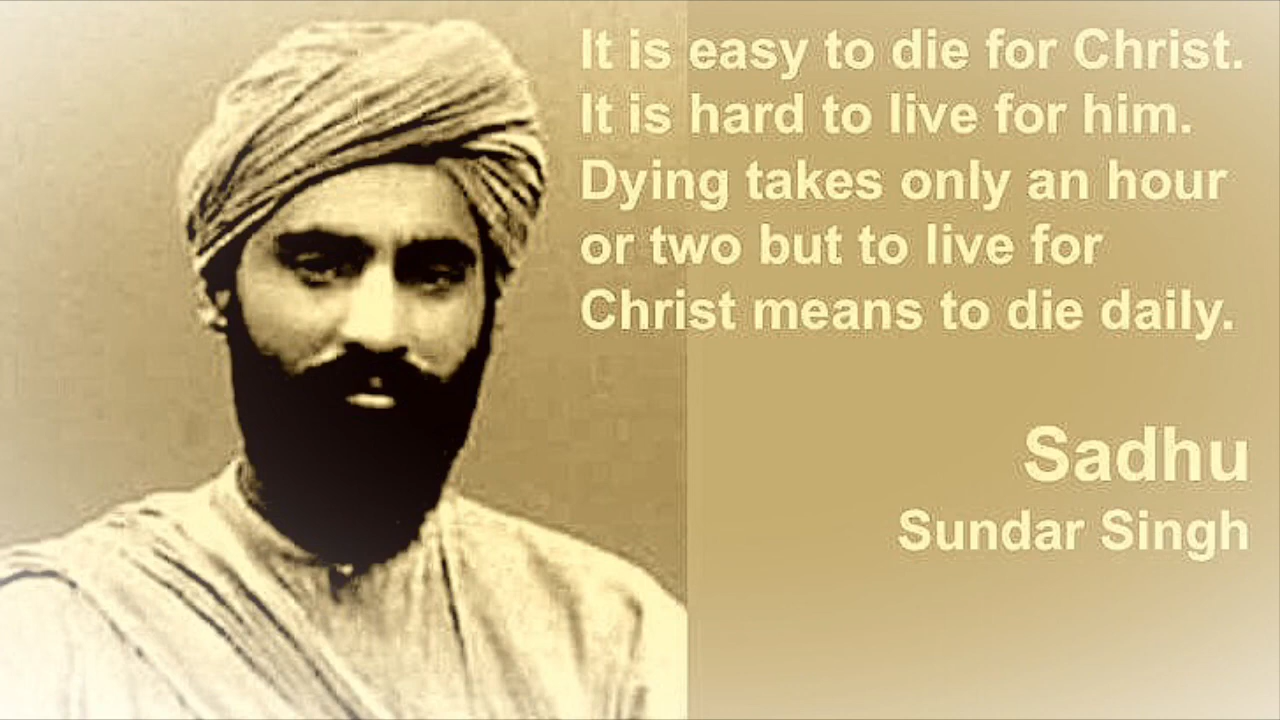 It is easy to die for Christ.
It is hard to live for him.
Dying takes only an hour
or two but to live for
Christ means to die daily.
Sadhu
Sundar Singh